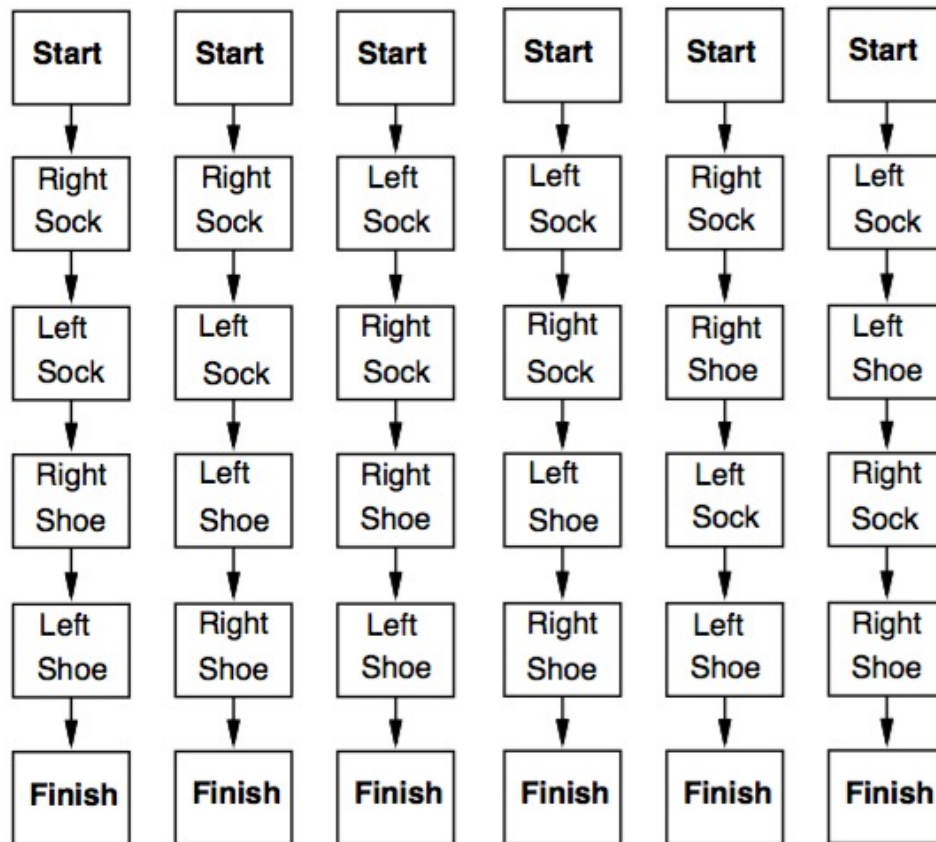 Start Start Start Start Start Start
Right Right Left Left Right Left
Sock Sock Sock Sock Sock Sock
Left Left Right Right Right Left
Sock Sock Sock Sock Shoe Shoe
Right Left Right Left Left Right
Shoe Shoe Shoe Shoe Sock Sock
Left Right Left Right Left Right
Shoe Shoe Shoe Shoe Shoe Shoe
Finish Finish Finish Finish Finish Finish